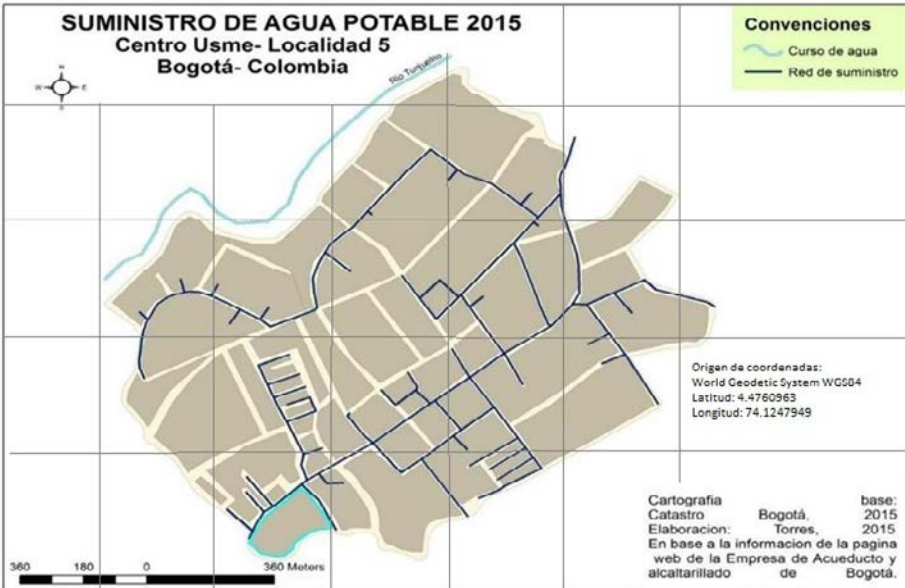 SUMINISTRO DE AGUA POTABLE 2015
Centro Usme- Localidad 5
Bogotá- Colombia
N
W E
S
Rio Tunjuelito
Convenciones
Curso de agua
Red de suministro
Origen de coordenadas:
World Geodetic System WGS84
Latitud: 4.4760963
Longitud: 74.1247949
Cartografia base:
Catastro Bogotá, 2015
Elaboracion: Torres, 2015
En base a la informacion de la pagina
web de la Empresa de Acueducto y
alcaltarillado de Bogotá.
360 180 0 360 Meters